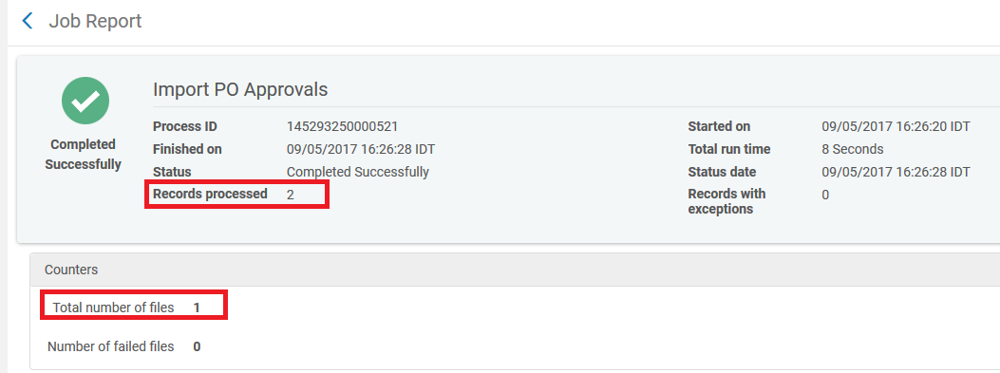 Job Report
Import PO Approvals
Completed Successfully
Process ID 145293250000521
Started on 09/05/2017 16:26:20 IDT
Finished on 09/05/2017 16:26:28 IDT
Total run time 8 Seconds
Status Completed Successfully
Status date 09/05/2017 16:26:28 IDT
Records processed 2
Records with exceptions 0
Counters
Total number of files 1
Number of failed files 0